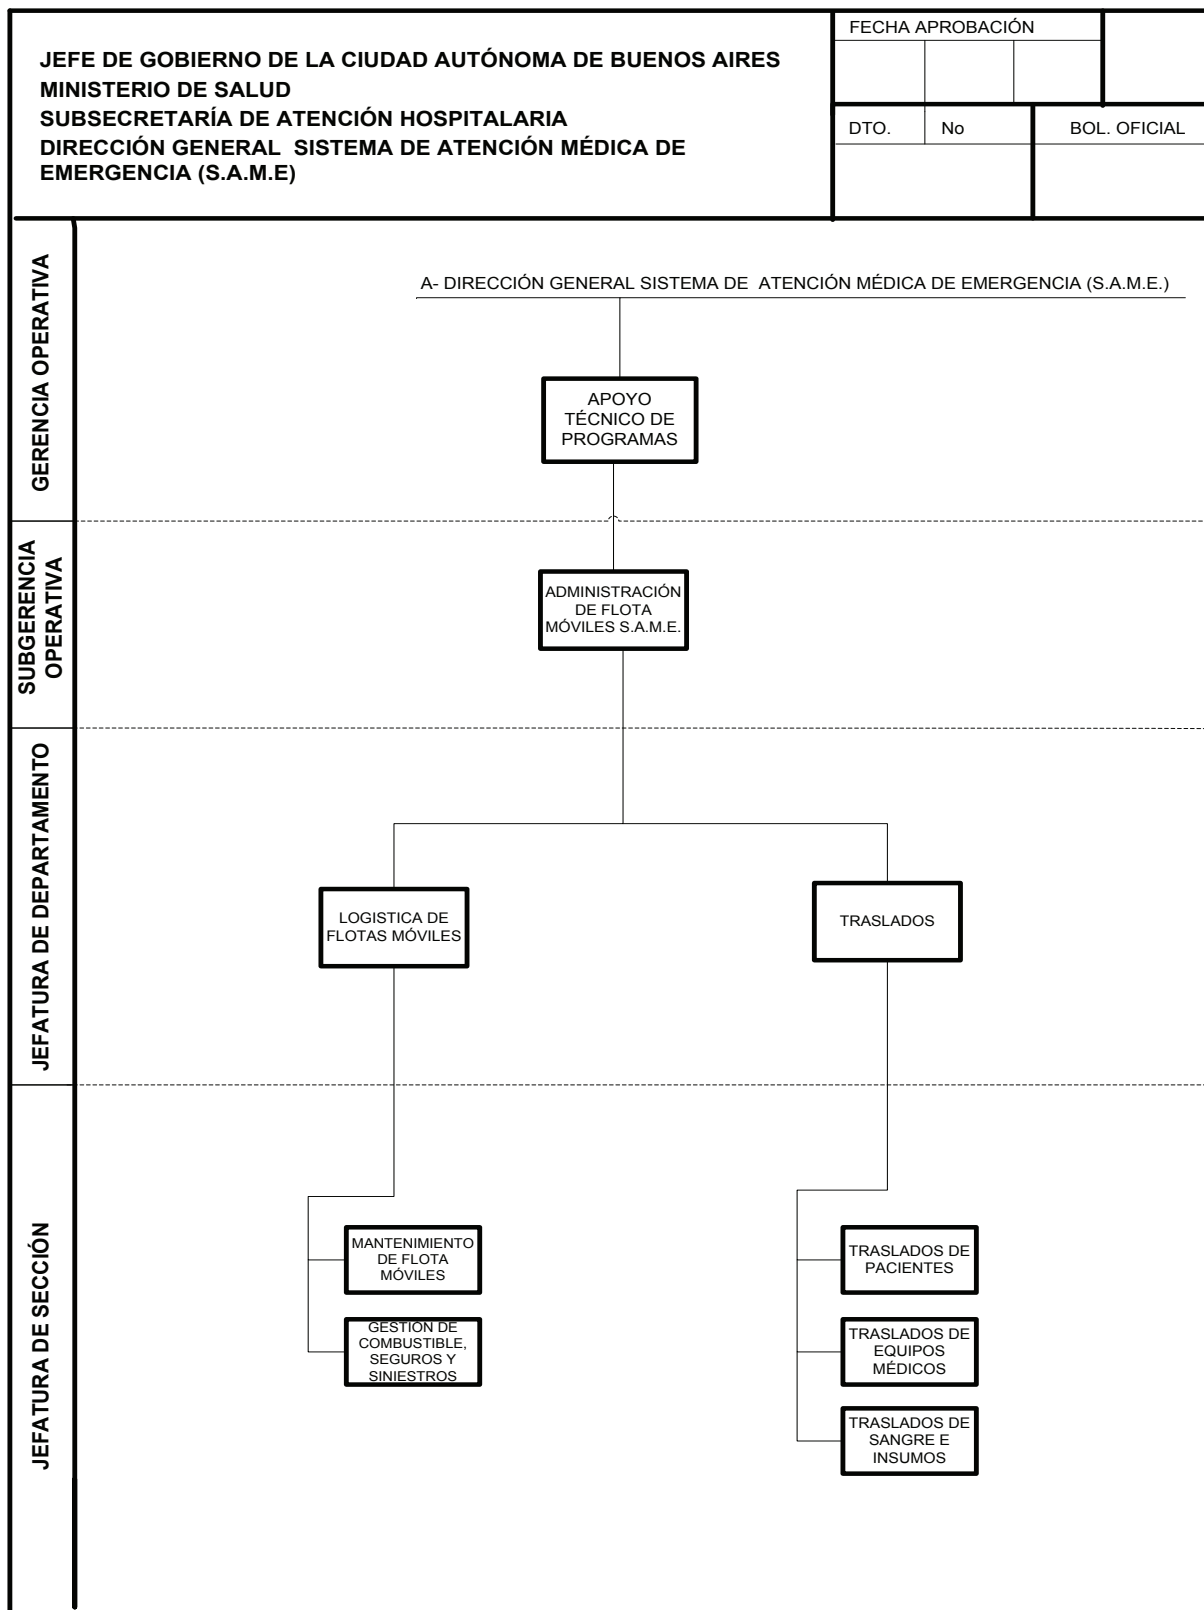 JEFE DE GOBIERNO DE LA CIUDAD AUTÓNOMA DE BUENOS AIRES
MINISTERIO DE SALUD
SUBSECRETARÍA DE ATENCIÓN HOSPITALARIA
DIRECCIÓN GENERAL SISTEMA DE ATENCIÓN MÉDICA DE
EMERGENCIA (S.A.M.E)
FECHA APROBACIÓN
DTO. No BOL. OFICIAL
GERENCIA OPERATIVA
A- DIRECCIÓN GENERAL SISTEMA DE ATENCIÓN MÉDICA DE EMERGENCIA (S.A.M.E.)
APOYO
TÉCNICO DE
PROGRAMAS
SUBGERENCIA
OPERATIVA
ADMINISTRACIÓN
DE FLOTA
MÓVILES S.A.M.E.
JEFATURA DE DEPARTAMENTO
LOGISTICA DE
FLOTAS MÓVILES
TRASLADOS
JEFATURA DE SECCIÓN
MANTENIMIENTO
DE FLOTA
MÓVILES
GESTIÓN DE
COMBUSTIBLE,
SEGUROS Y
SINIESTROS
TRASLADOS DE
PACIENTES
TRASLADOS DE
EQUIPOS
MÉDICOS
TRASLADOS DE
SANGRE E
INSUMOS